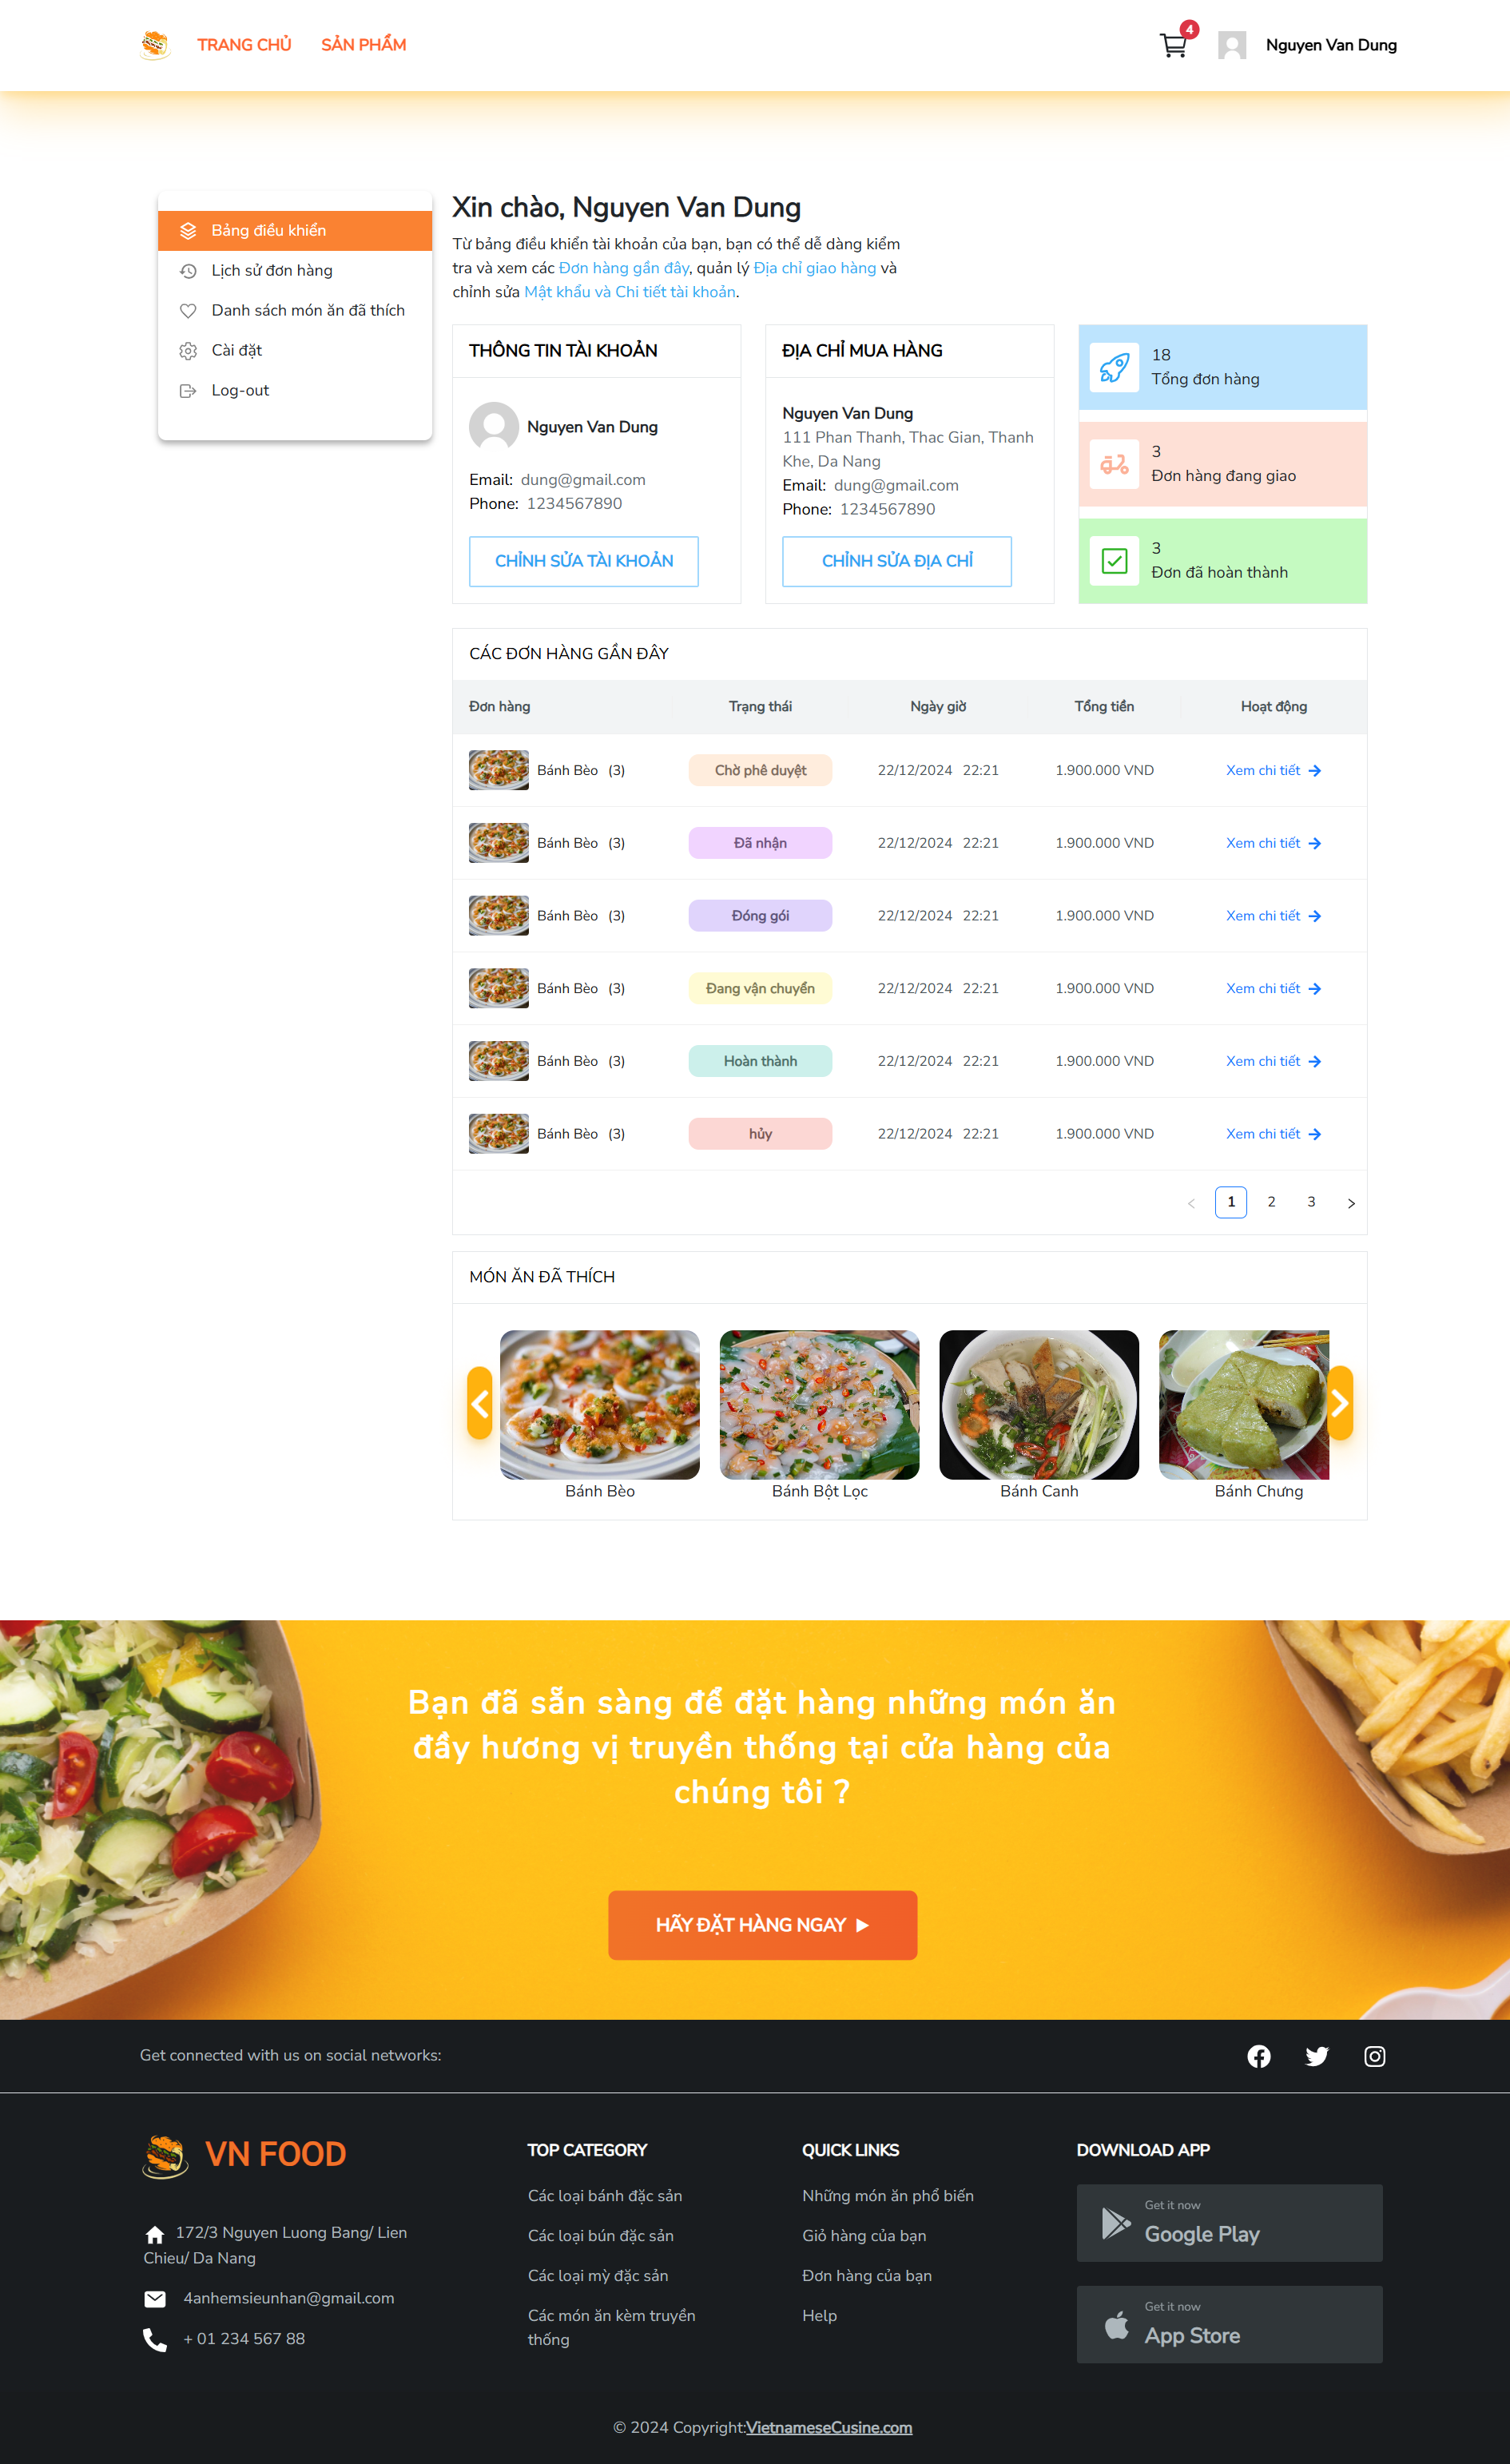 TRANG CHỦ SẢN PHẨM 4 Nguyen Van Dung
Bảng điều khiển
Lịch sử đơn hàng
Danh sách món ăn đã thích
Cài đặt
Log-out
Xin chào, Nguyen Van Dung
Từ bảng điều khiển tài khoản của bạn, bạn có thể dễ dàng kiểm
tra và xem các Đơn hàng gần đây, quản lý Địa chỉ giao hàng và
chỉnh sửa Mật khẩu và Chi tiết tài khoản.
THÔNG TIN TÀI KHOẢN
Nguyen Van Dung
Email: dung@gmail.com
Phone: 1234567890
CHỈNH SỬA TÀI KHOẢN
ĐỊA CHỈ MUA HÀNG
Nguyen Van Dung
111 Phan Thanh, Thac Gian, Thanh
Khe, Da Nang
Email: dung@gmail.com
Phone: 1234567890
CHỈNH SỬA ĐỊA CHỈ
18
Tổng đơn hàng
3
Đơn hàng đang giao
3
Đơn đã hoàn thành
CÁC ĐƠN HÀNG GẦN ĐÂY
Đơn hàng Trạng thái Ngày giờ Tổng tiền Hoạt động
Bánh Bèo (3) Chờ phê duyệt 22/12/2024 22:21 1.900.000 VND Xem chi tiết
Bánh Bèo (3) Đã nhận 22/12/2024 22:21 1.900.000 VND Xem chi tiết
Bánh Bèo (3) Đóng gói 22/12/2024 22:21 1.900.000 VND Xem chi tiết
Bánh Bèo (3) Đang vận chuyển 22/12/2024 22:21 1.900.000 VND Xem chi tiết
Bánh Bèo (3) Hoàn thành 22/12/2024 22:21 1.900.000 VND Xem chi tiết
Bánh Bèo (3) hủy 22/12/2024 22:21 1.900.000 VND Xem chi tiết
< 1 2 3 >
MÓN ĂN ĐÃ THÍCH
Bánh Bèo Bánh Bột Lọc Bánh Canh Bánh Chưng
Bạn đã sẵn sàng để đặt hàng những món ăn
đầy hương vị truyền thống tại cửa hàng của
chúng tôi ?
HÃY ĐẶT HÀNG NGAY
Get connected with us on social networks:
VN FOOD
172/3 Nguyen Luong Bang/ Lien
Chieu/ Da Nang
4anhemsieunhan@gmail.com
+ 01 234 567 88
TOP CATEGORY
Các loại bánh đặc sản
Các loại bún đặc sản
Các loại mỳ đặc sản
Các món ăn kèm truyền
thống
QUICK LINKS
Những món ăn phổ biến
Giỏ hàng của bạn
Đơn hàng của bạn
Help
DOWNLOAD APP
Get it now
Google Play
Get it now
App Store
© 2024 Copyright:VietnameseCusine.com